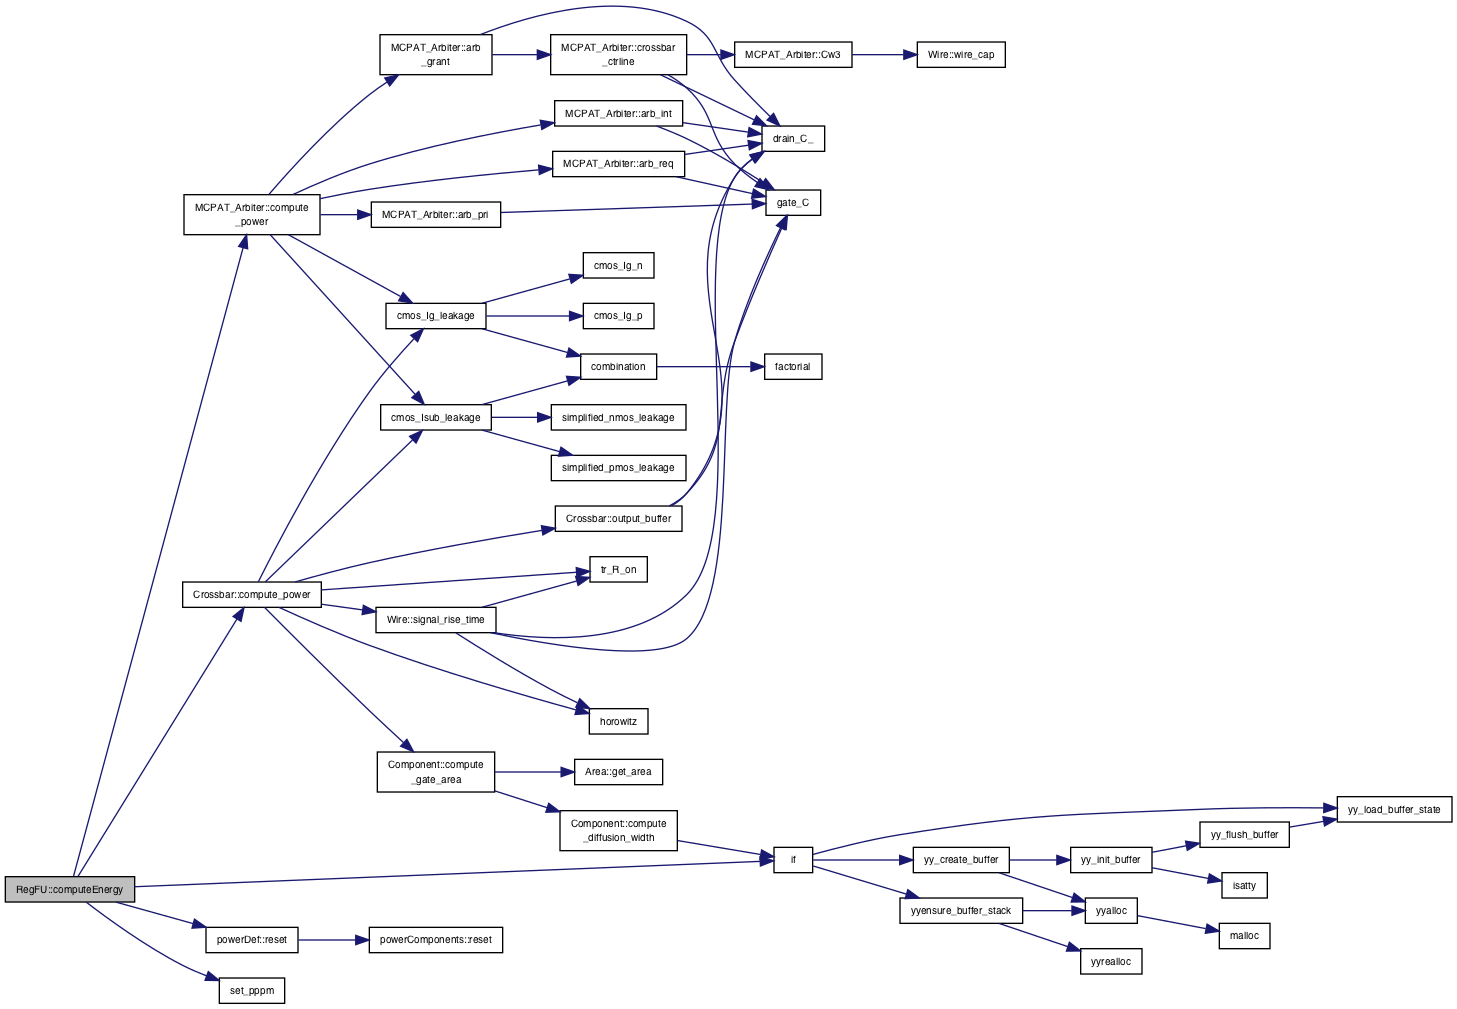 MCPAT_Arbiter::arb
_grant
MCPAT_Arbiter::crossbar
_ctrline
MCPAT_Arbiter::Cw3
Wire::wire_cap
MCPAT_Arbiter::arb_int
drain_C_
MCPAT_Arbiter::arb_req
MCPAT_Arbiter::compute
_power
MCPAT_Arbiter::arb_pri
gate_C
cmos_Ig_n
cmos_Ig_leakage
cmos_Ig_p
combination
factorial
cmos_Isub_leakage
simplified_nmos_leakage
simplified_pmos_leakage
Crossbar::output_buffer
tr_R_on
Crossbar::compute_power
Wire::signal_rise_time
horowitz
Component::compute
_gate_area
Area::get_area
Component::compute
_diffusion_width
yy_load_buffer_state
yy_flush_buffer
if
yy_create_buffer
yy_init_buffer
RegFU::computeEnergy
isatty
yyensure_buffer_stack
yyalloc
powerDef::reset
powerComponents::reset
malloc
yyrealloc
set_pppm